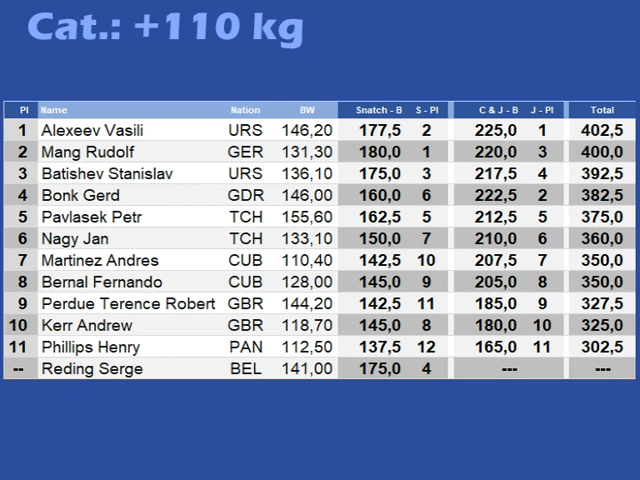 Cat.: +110 kg
Pl Name Nation BW Snatch - B S - Pl C & J - B J - Pl Total
1 Alexeev Vasili URS 146,20 177,5 2 225,0 1 402,5
2 Mang Rudolf GER 131,30 180,0 1 220,0 3 400,0
3 Batishev Stanislav URS 136,10 175,0 3 217,5 4 392,5
4 Bonk Gerd GDR 146,00 160,0 6 222,5 2 382,5
5 Pavlasek Petr TCH 155,60 162,5 5 212,5 5 375,0
6 Nagy Jan TCH 133,10 150,0 7 210,0 6 360,0
7 Martinez Andres CUB 110,40 142,5 10 207,5 7 350,0
8 Bernal Fernando CUB 128,00 145,0 9 205,0 8 350,0
9 Perdue Terence Robert GBR 144,20 142,5 11 185,0 9 327,5
10 Kerr Andrew GBR 118,70 145,0 8 180,0 10 325,0
11 Phillips Henry PAN 112,50 137,5 12 165,0 11 302,5
-- Reding Serge BEL 141,00 175,0 4 --- ---